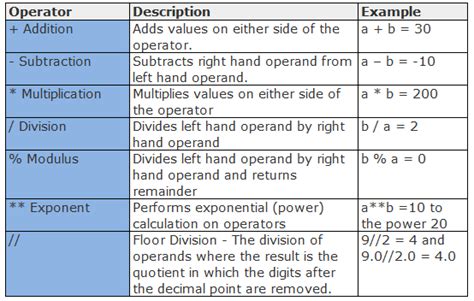 Operator Description Example
+ Addition Adds values on either side of the a + b = 30
operator.
- Subtraction Subtracts right hand operand from a – b = -10
left hand operand.
* Multiplication Multiplies values on either side of a * b = 200
the operator
/ Division Divides left hand operand by right b / a = 2
hand operand
% Modulus Divides left hand operand by right b % a = 0
hand operand and returns
remainder
** Exponent Performs exponential (power) a**b =10 to
calculation on operators the power 20
// Floor Division - The division of 9//2 = 4 and
operands where the result is the 9.0//2.0 = 4.0
quotient in which the digits after
the decimal point are removed.